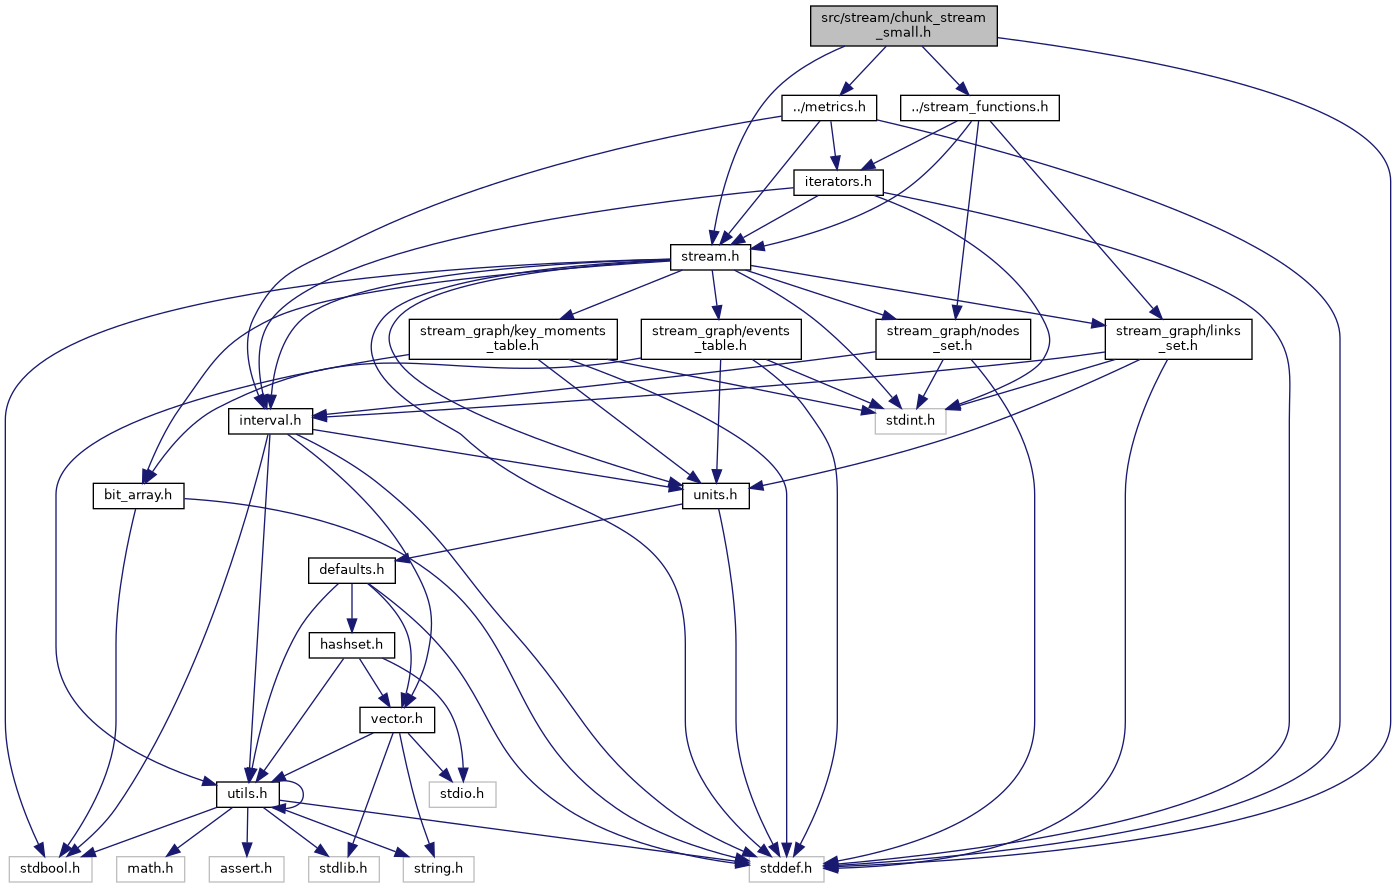 src/stream/chunk_stream
_small.h
../metrics.h
../stream_functions.h
iterators.h
stream.h
stream_graph/key_moments
_table.h
stream_graph/events
_table.h
stream_graph/nodes
_set.h
stream_graph/links
_set.h
interval.h
stdint.h
bit_array.h
units.h
defaults.h
hashset.h
vector.h
utils.h
stdio.h
stdbool.h
math.h
assert.h
stdlib.h
string.h
stddef.h